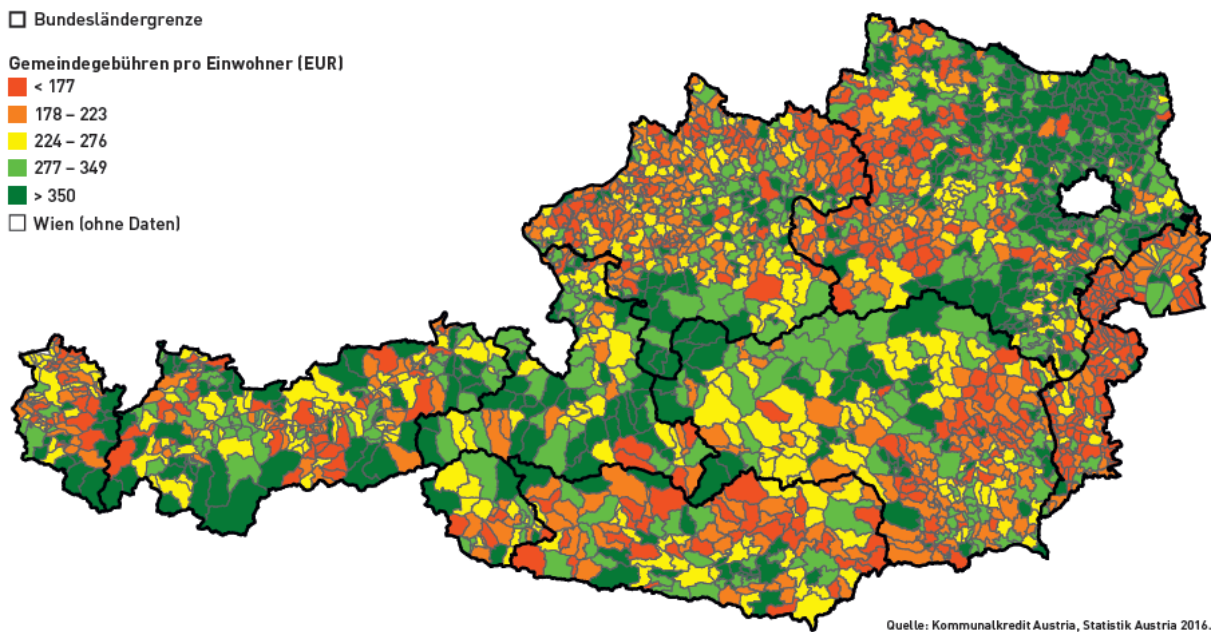 Bundesländergrenze
Gemeindegebühren pro Einwohner (EUR)
< 177
178 – 223
224 – 276
277 – 349
> 350
Wien (ohne Daten)
Quelle: Kommunalkredit Austria, Statistik Austria 2016.